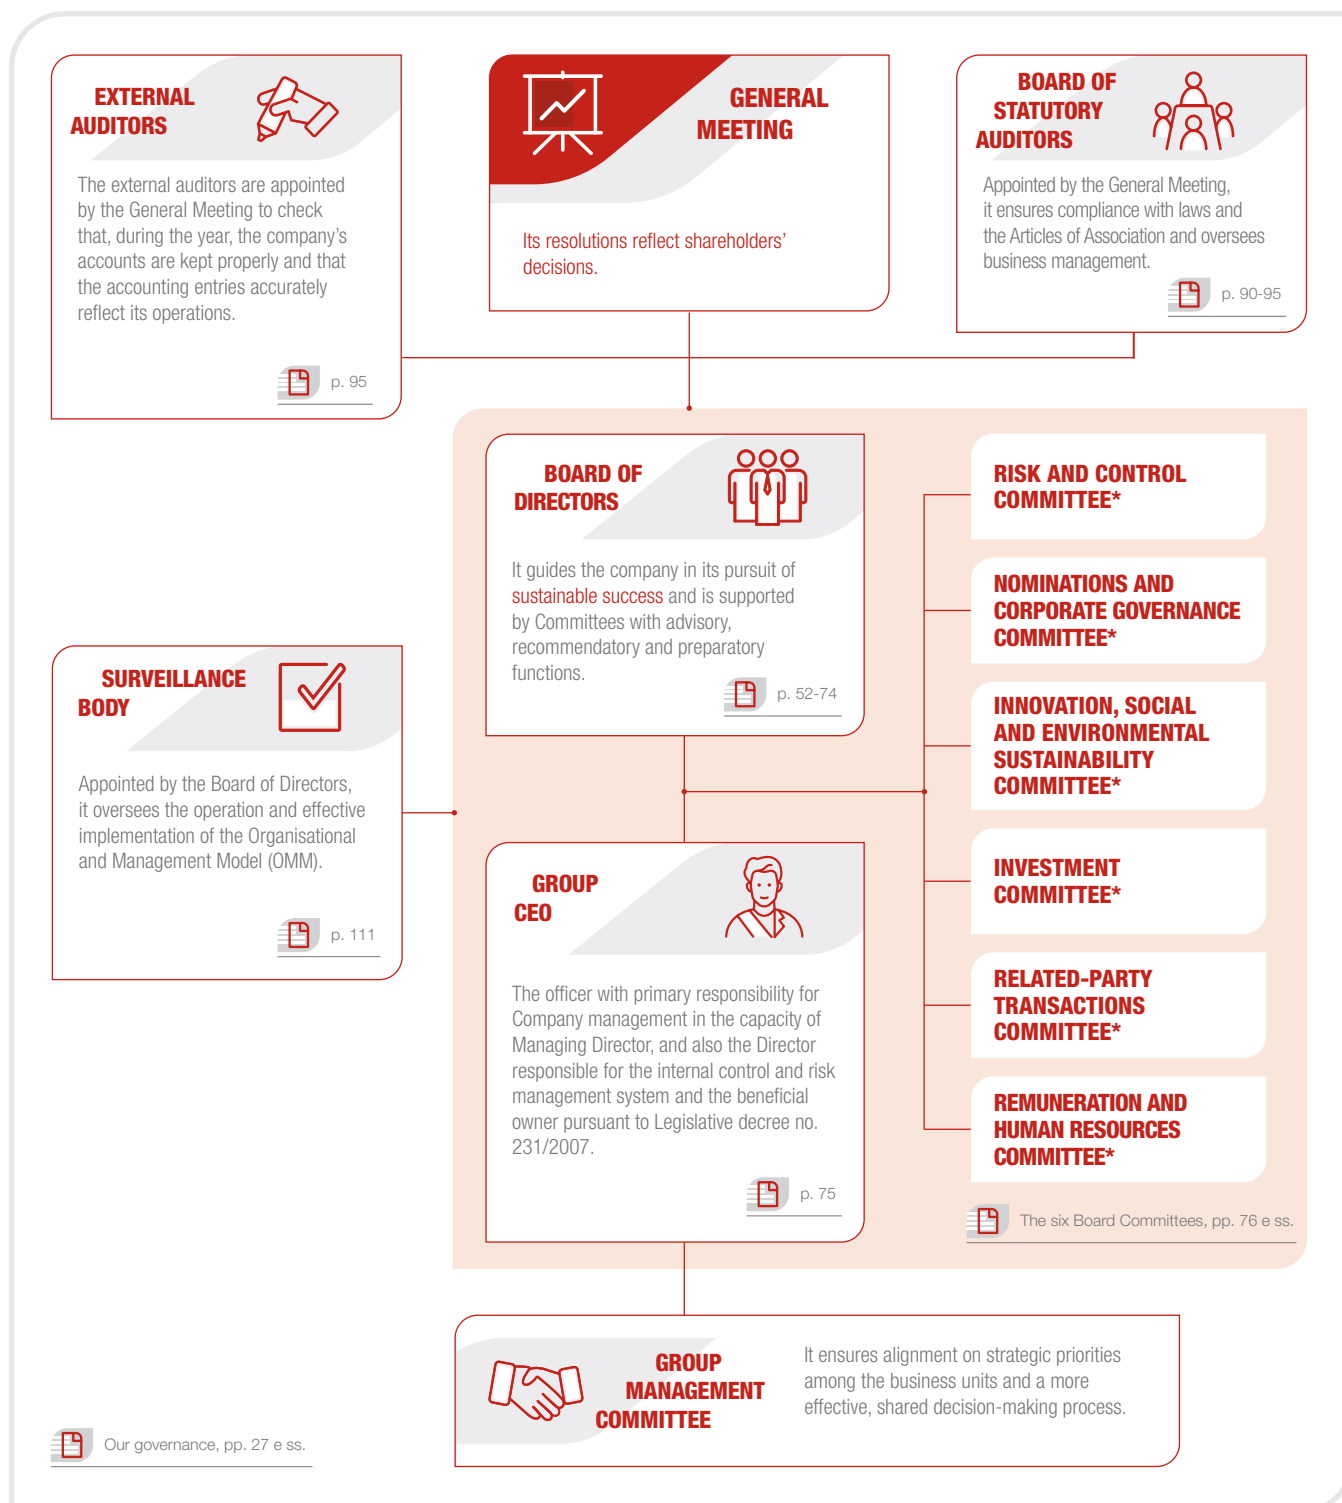 EXTERNAL
AUDITORS
The external auditors are appointed
by the General Meeting to check
that, during the year, the company's
accounts are kept properly and that
the accounting entries accurately
reflect its operations.
p. 95
GENERAL
MEETING
Its resolutions reflect shareholders'
decisions.
BOARD OF
STATUTORY
AUDITORS
Appointed by the General Meeting,
it ensures compliance with laws and
the Articles of Association and oversees
business management.
p. 90-95
BOARD OF
DIRECTORS
It guides the company in its pursuit of
sustainable success and is supported
by Committees with advisory,
recommendatory and preparatory
functions.
p. 52-74
SURVEILLANCE
BODY
Appointed by the Board of Directors,
it oversees the operation and effective
implementation of the Organisational
and Management Model (OMM).
p. 111
GROUP
CEO
The officer with primary responsibility for
Company management in the capacity of
Managing Director, and also the Director
responsible for the internal control and risk
management system and the beneficial
owner pursuant to Legislative decree no.
231/2007.
p. 75
RISK AND CONTROL
COMMITTEE*
NOMINATIONS AND
CORPORATE GOVERNANCE
COMMITTEE*
INNOVATION, SOCIAL
AND ENVIRONMENTAL
SUSTAINABILITY
COMMITTEE*
INVESTMENT
COMMITTEE*
RELATED-PARTY
TRANSACTIONS
COMMITTEE*
REMUNERATION AND
HUMAN RESOURCES
COMMITTEE*
The six Board Committees, pp. 76 e ss.
GROUP
MANAGEMENT
COMMITTEE
It ensures alignment on strategic priorities
among the business units and a more
effective, shared decision-making process.
Our governance, pp. 27 e ss.